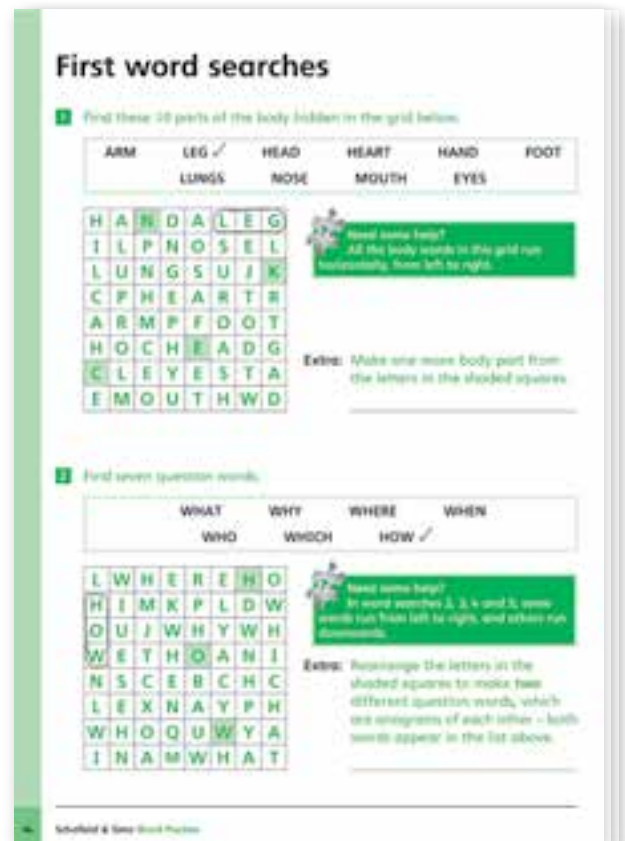 First word searches
1 Find these 10 parts of the body hidden in the grid below.
ARM LEG ✓ HEAD HEART HAND FOOT
LUNGS NOSE MOUTH EYES
H A N D A L E G
I L P N O S E L
L U N G S U J K
C P H E A R T R
A R M P F O O T
H O C H E A D G
C L E Y E S T A
E M O U T H W D
Need some help?
All the body words in this grid run
horizontally, from left to right.
Extra: Make one more body part from
the letters in the shaded squares.
2 Find seven question words.
WHAT WHY WHERE WHEN
WHO WHICH HOW ✓
L W H E R E H O
H I M K P L D W
O U J W H Y W H
W E T H O A N I
N S C E B C H C
L E X N A Y P H
W H O Q U W Y A
I N A M W H A T
Need some help?
In word searches 2, 3, 4 and 5, some
words run from left to right, and others run
downwards.
Extra: Rearrange the letters in the
shaded squares to make two
different question words, which
are anagrams of each other – both
words appear in the list above.
Schofield & Sims Word Puzzles